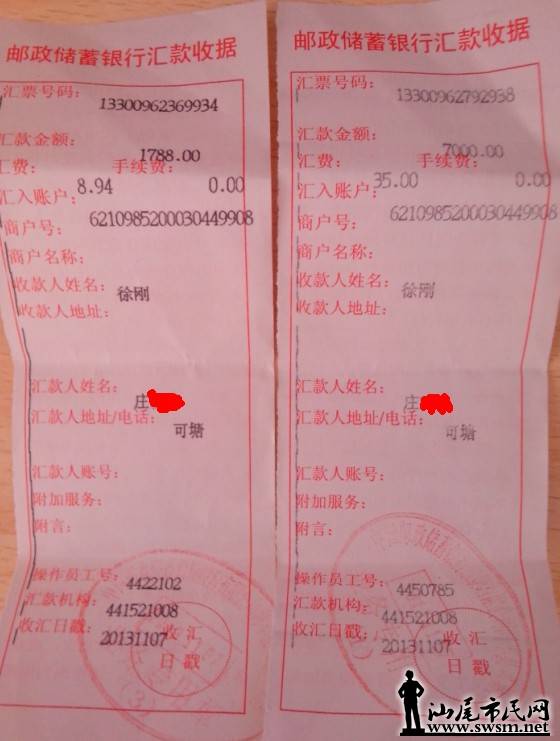 邮政储蓄银行汇款收据
汇票号码：
13300962369934
汇款金额：
1788.00
汇费： 手续费：
8.94 0.00
汇入账户：
6210985200030449908
商户号：
商户名称：
收款人姓名：
徐刚
收款人地址：
汇款人姓名：
庄
汇款人地址/电话：
可塘
汇款人账号：
附加服务：
附言：
操作员工号：
4422102
汇款机构：
441521008
收汇日戳：
20131107
收汇
日戳
邮政储蓄银行汇款收据
汇票号码：
13300962792938
汇款金额：
7000.00
汇费： 手续费：
35.00 0.00
汇入账户：
6210985200030449908
商户号：
商户名称：
收款人姓名：
徐刚
收款人地址：
汇款人姓名：
庄
汇款人地址/电话：
可塘
汇款人账号：
附加服务：
附言：
操作员工号：
4450785
汇款机构：
441521008
收汇日戳：
20131107
收汇
日戳
汕尾市民网
www.swsm.net